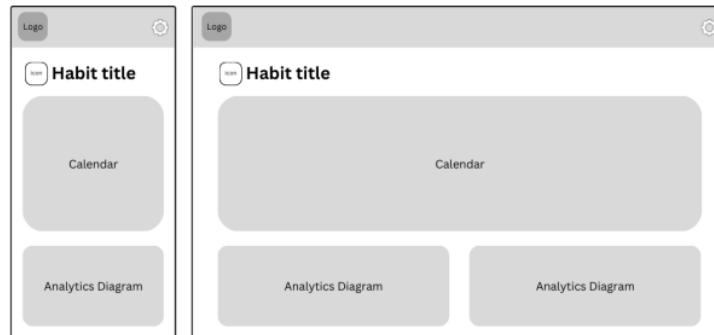 Logo
Icon Habit title
Calendar
Analytics Diagram
Logo
Icon Habit title
Calendar
Analytics Diagram
Analytics Diagram